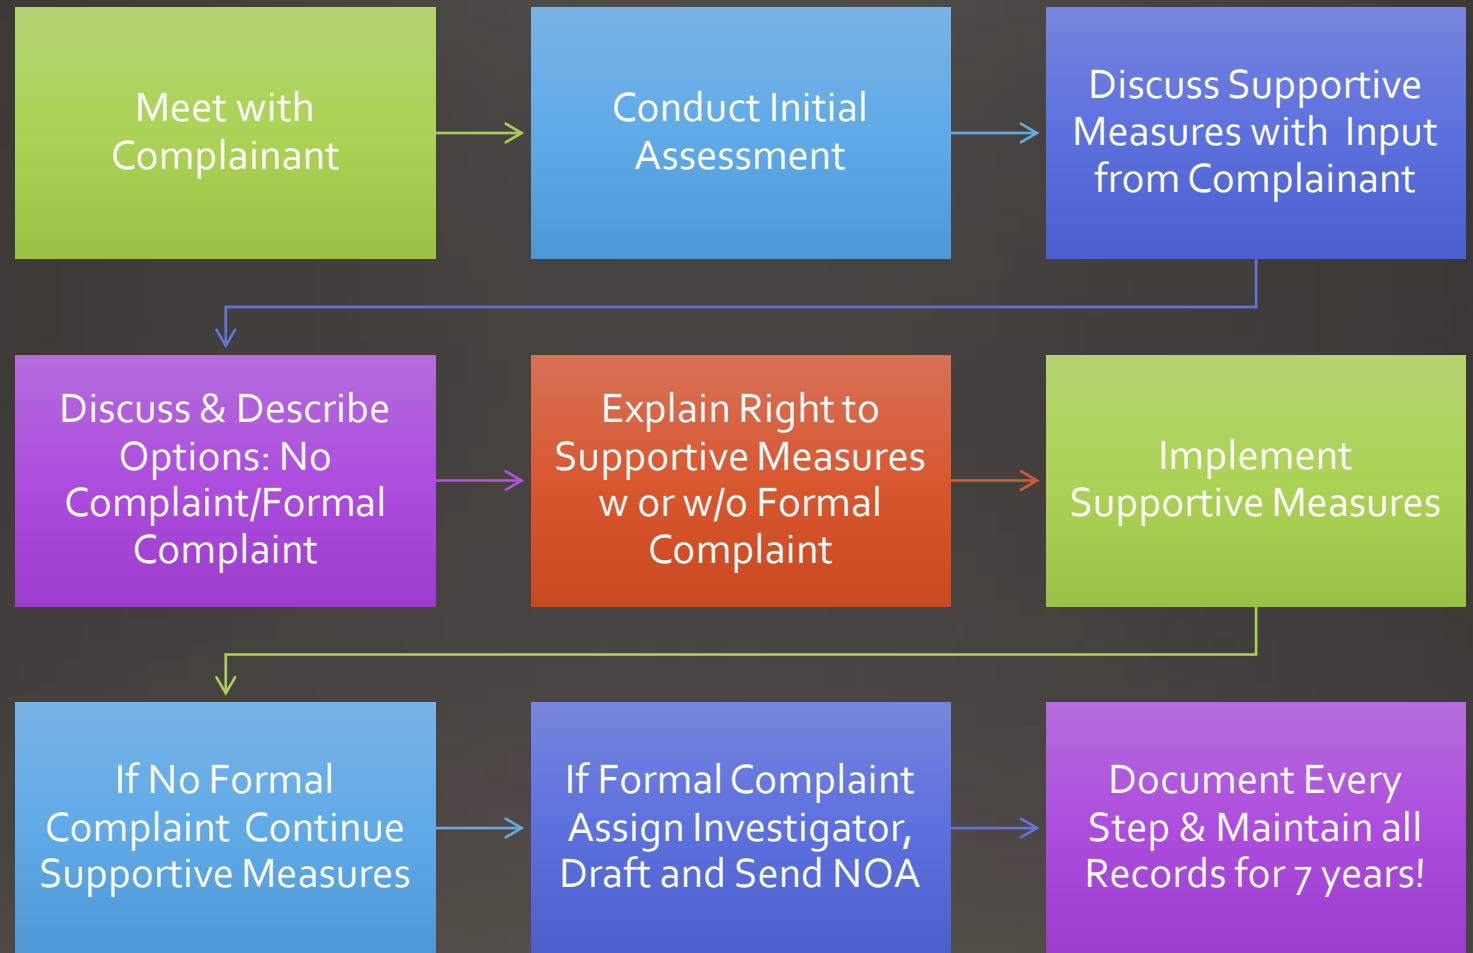 Meet with
Complainant
Conduct Initial
Assessment
Discuss Supportive
Measures with Input
from Complainant
Discuss & Describe
Options: No
Complaint/Formal
Complaint
Explain Right to
Supportive Measures
w or w/o Formal
Complaint
Implement
Supportive Measures
If No Formal
Complaint Continue
Supportive Measures
If Formal Complaint
Assign Investigator,
Draft and Send NOA
Document Every
Step & Maintain all
Records for 7 years!